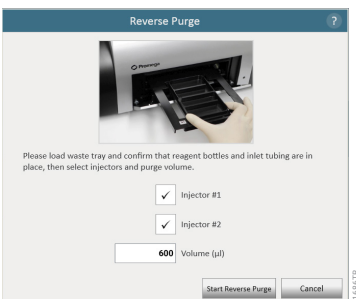 Reverse Purge
?
Promega
Please load waste tray and confirm that reagent bottles and inlet tubing are in
place, then select injectors and purge volume.
✓ Injector #1
✓ Injector #2
600 Volume (µl)
Start Reverse Purge Cancel